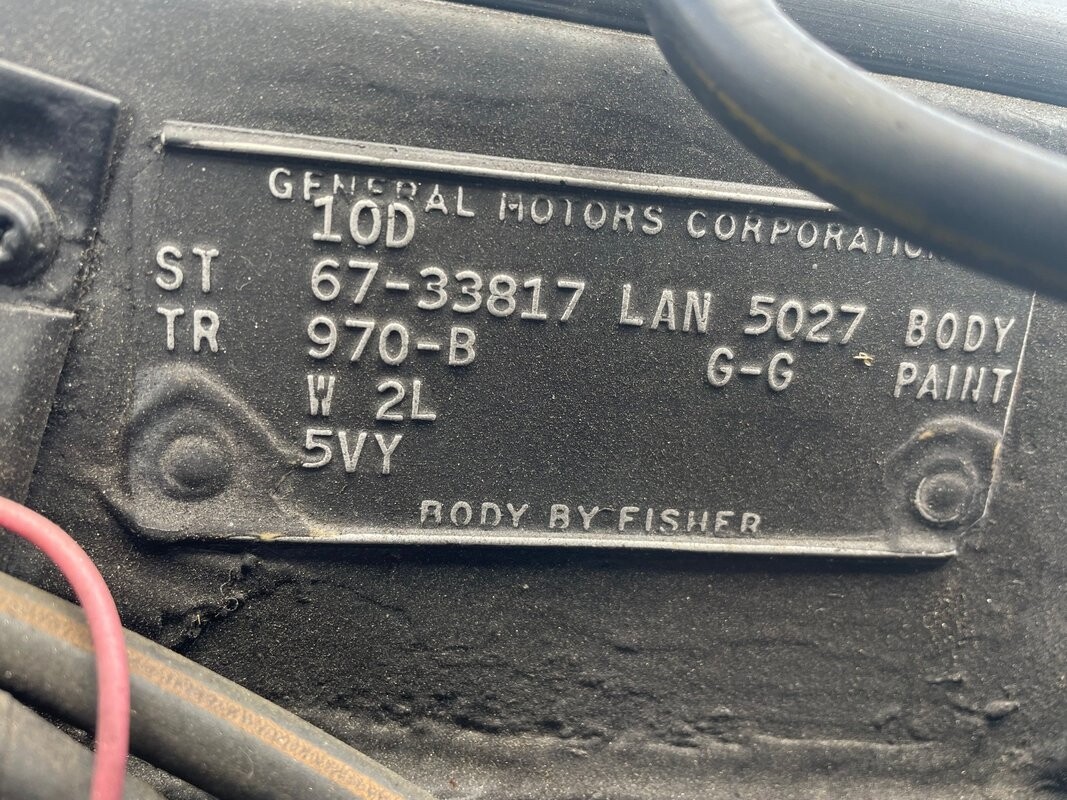 GENERAL MOTORS CORPORATION
10D
ST 67-33817 LAN 5027 BODY
TR 970-B G-G PAINT
W 2L
5VY
BODY BY FISHER